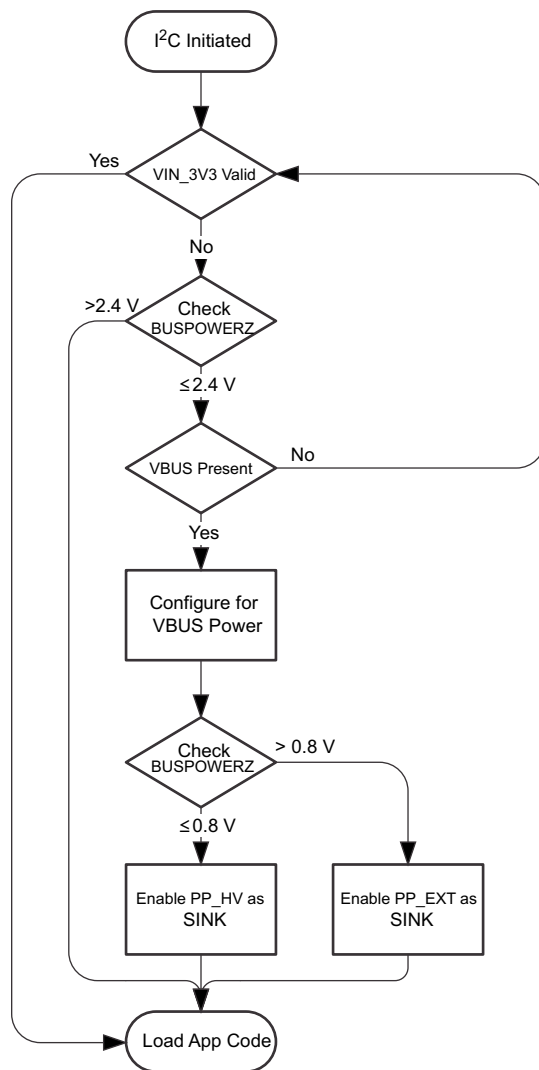 I²C Initiated
Yes
VIN_3V3 Valid
No
>2.4 V
Check
BUSPOWERZ
≤2.4 V
VBUS Present
No
Yes
Configure for
VBUS Power
Check
BUSPOWERZ
> 0.8 V
≤0.8 V
Enable PP_HV as
SINK
Enable PP_EXT as
SINK
Load App Code